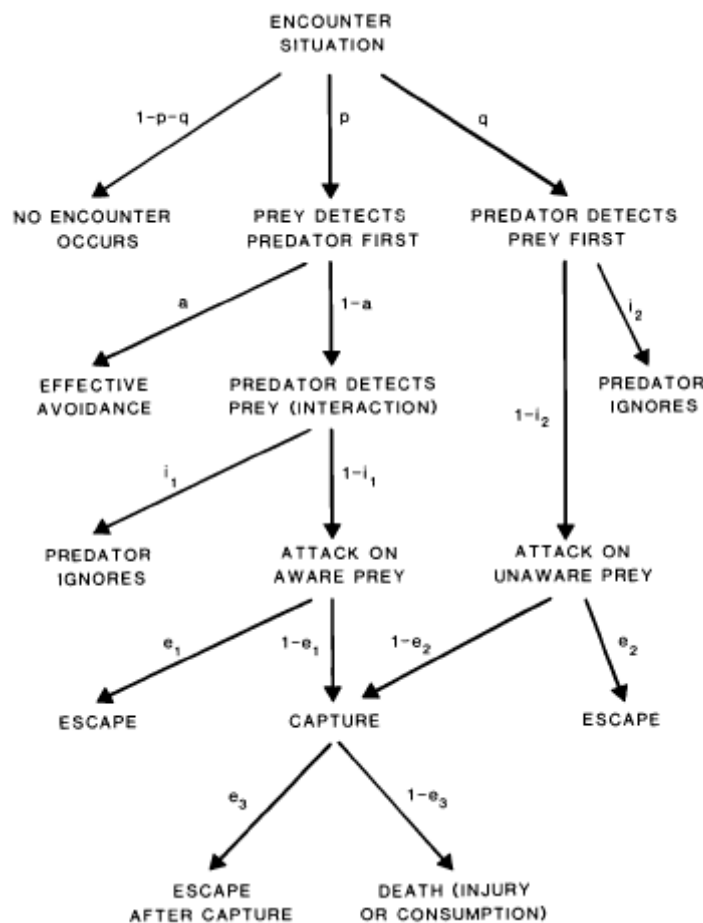 ENCOUNTER
SITUATION
1-p-q
p
q
NO ENCOUNTER
OCCURS
PREY DETECTS
PREDATOR FIRST
PREDATOR DETECTS
PREY FIRST
a
1-a
i₂
EFFECTIVE
AVOIDANCE
PREDATOR DETECTS
PREY (INTERACTION)
PREDATOR
IGNORES
1-i₂
i₁
1-i₁
PREDATOR
IGNORES
ATTACK ON
AWARE PREY
ATTACK ON
UNAWARE PREY
e₁
1-e₁
1-e₂
e₂
ESCAPE
CAPTURE
ESCAPE
e₃
1-e₃
ESCAPE
AFTER CAPTURE
DEATH (INJURY
OR CONSUMPTION)